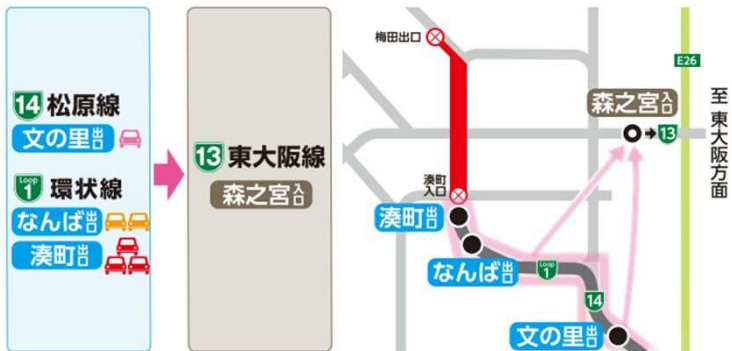 14 松原線
文の里出口
Loop 1 環状線
なんば出口
湊町出口
13 東大阪線
森之宮入口
梅田出口
E26
森之宮入口
13
至 東大阪方面
湊町入口
湊町出口
なんば出口
Loop 1
14
文の里出口